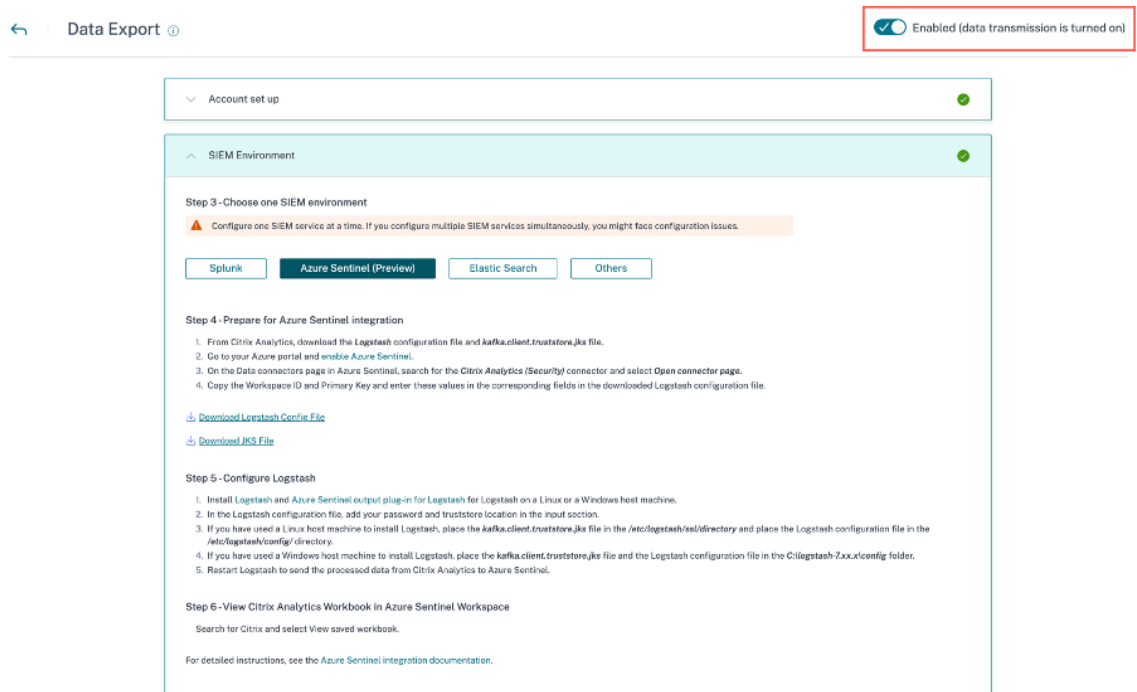 Data Export
Enabled (data transmission is turned on)
Account set up
SIEM Environment
Step 3 - Choose one SIEM environment
Configure one SIEM service at a time. If you configure multiple SIEM services simultaneously, you might face configuration issues.
Splunk
Azure Sentinel (Preview)
Elastic Search
Others
Step 4 - Prepare for Azure Sentinel integration
1. From Citrix Analytics, download the Logstash configuration file and kafka.client.truststore.jks file.
2. Go to your Azure portal and enable Azure Sentinel.
3. On the Data connectors page in Azure Sentinel, search for the Citrix Analytics (Security) connector and select Open connector page.
4. Copy the Workspace ID and Primary Key and enter these values in the corresponding fields in the downloaded Logstash configuration file.
Download Logstash Config File
Download JKS File
Step 5 - Configure Logstash
1. Install Logstash and Azure Sentinel output plug-in for Logstash for Logstash on a Linux or a Windows host machine.
2. In the Logstash configuration file, add your password and truststore location in the input section.
3. If you have used a Linux host machine to install Logstash, place the kafka.client.truststore.jks file in the /etc/logstash/ssl/directory and place the Logstash configuration file in the
/etc/logstash/config/ directory.
4. If you have used a Windows host machine to install Logstash, place the kafka.client.truststore.jks file and the Logstash configuration file in the C:\logstash-7.xx.x\config folder.
5. Restart Logstash to send the processed data from Citrix Analytics to Azure Sentinel.
Step 6 - View Citrix Analytics Workbook in Azure Sentinel Workspace
Search for Citrix and select View saved workbook.
For detailed instructions, see the Azure Sentinel integration documentation.